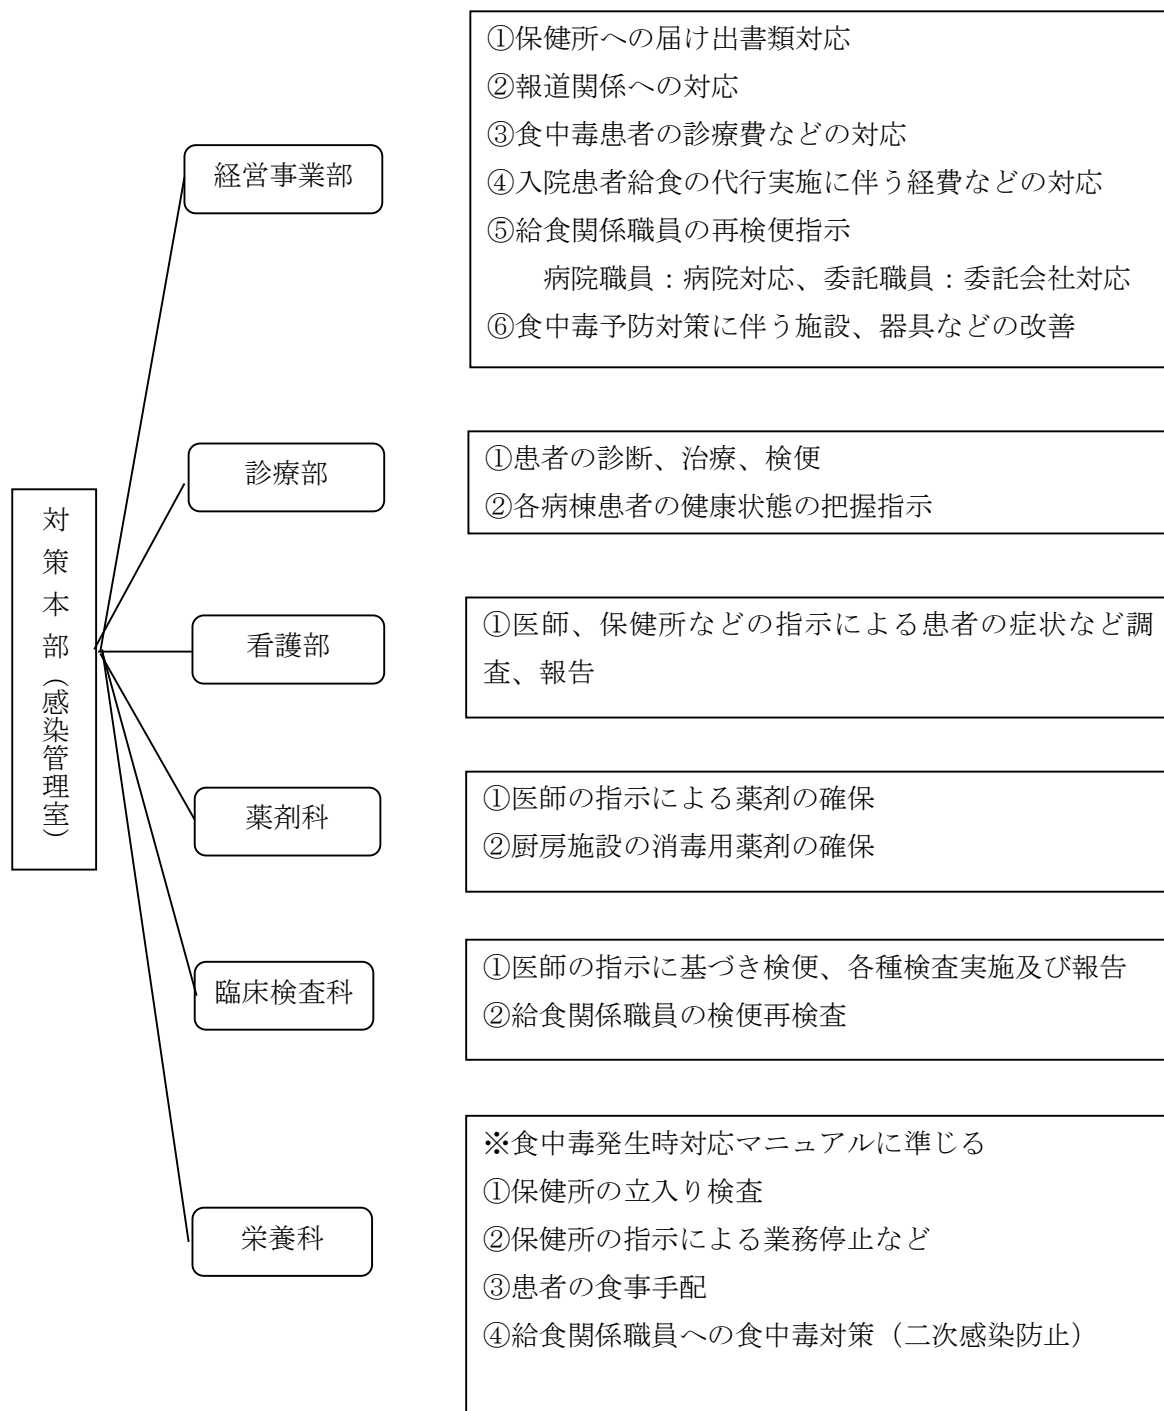 対策本部（感染管理室）
経営事業部
①保健所への届け出書類対応
②報道関係への対応
③食中毒患者の診療費などの対応
④入院患者給食の代行実施に伴う経費などの対応
⑤給食関係職員の再検便指示
病院職員：病院対応、委託職員：委託会社対応
⑥食中毒予防対策に伴う施設、器具などの改善
診療部
①患者の診断、治療、検便
②各病棟患者の健康状態の把握指示
看護部
①医師、保健所などの指示による患者の症状など調
査、報告
薬剤科
①医師の指示による薬剤の確保
②厨房施設の消毒用薬剤の確保
臨床検査科
①医師の指示に基づき検便、各種検査実施及び報告
②給食関係職員の検便再検査
栄養科
※食中毒発生時対応マニュアルに準じる
①保健所の立入り検査
②保健所の指示による業務停止など
③患者の食事手配
④給食関係職員への食中毒対策（二次感染防止）